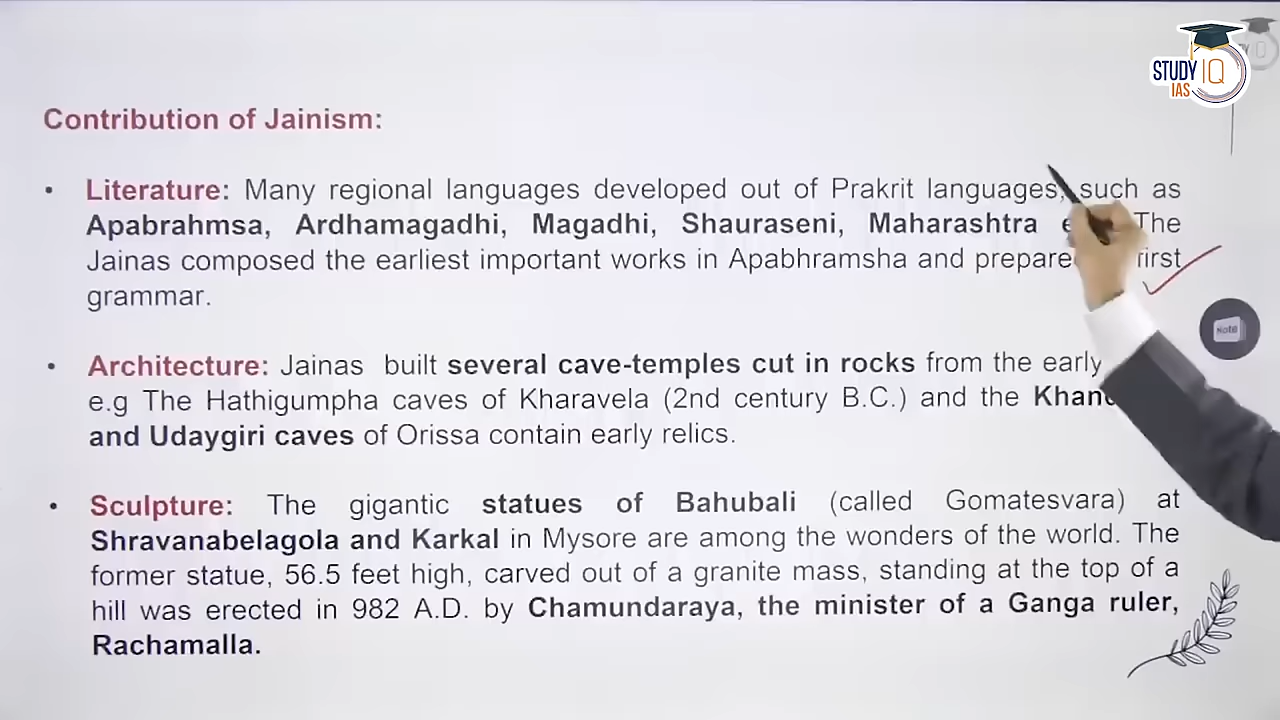 STUDY IQ
IAS
Contribution of Jainism:
• Literature: Many regional languages developed out of Prakrit languages, such as
Apabrahmsa, Ardhamagadhi, Magadhi, Shauraseni, Maharashtra The
Jainas composed the earliest important works in Apabhramsha and first
grammar.
Note
• Architecture: Jainas built several cave-temples cut in rocks from the early
e.g The Hathigumpha caves of Kharavela (2nd century B.C.) and the
and Udaygiri caves of Orissa contain early relics.
• Sculpture: The gigantic statues of Bahubali (called Gomatesvara) at
Shravanabelagola and Karkal in Mysore are among the wonders of the world. The
former statue, 56.5 feet high, carved out of a granite mass, standing at the top of a
hill was erected in 982 A.D. by Chamundaraya, the minister of a Ganga ruler,
Rachamalla.